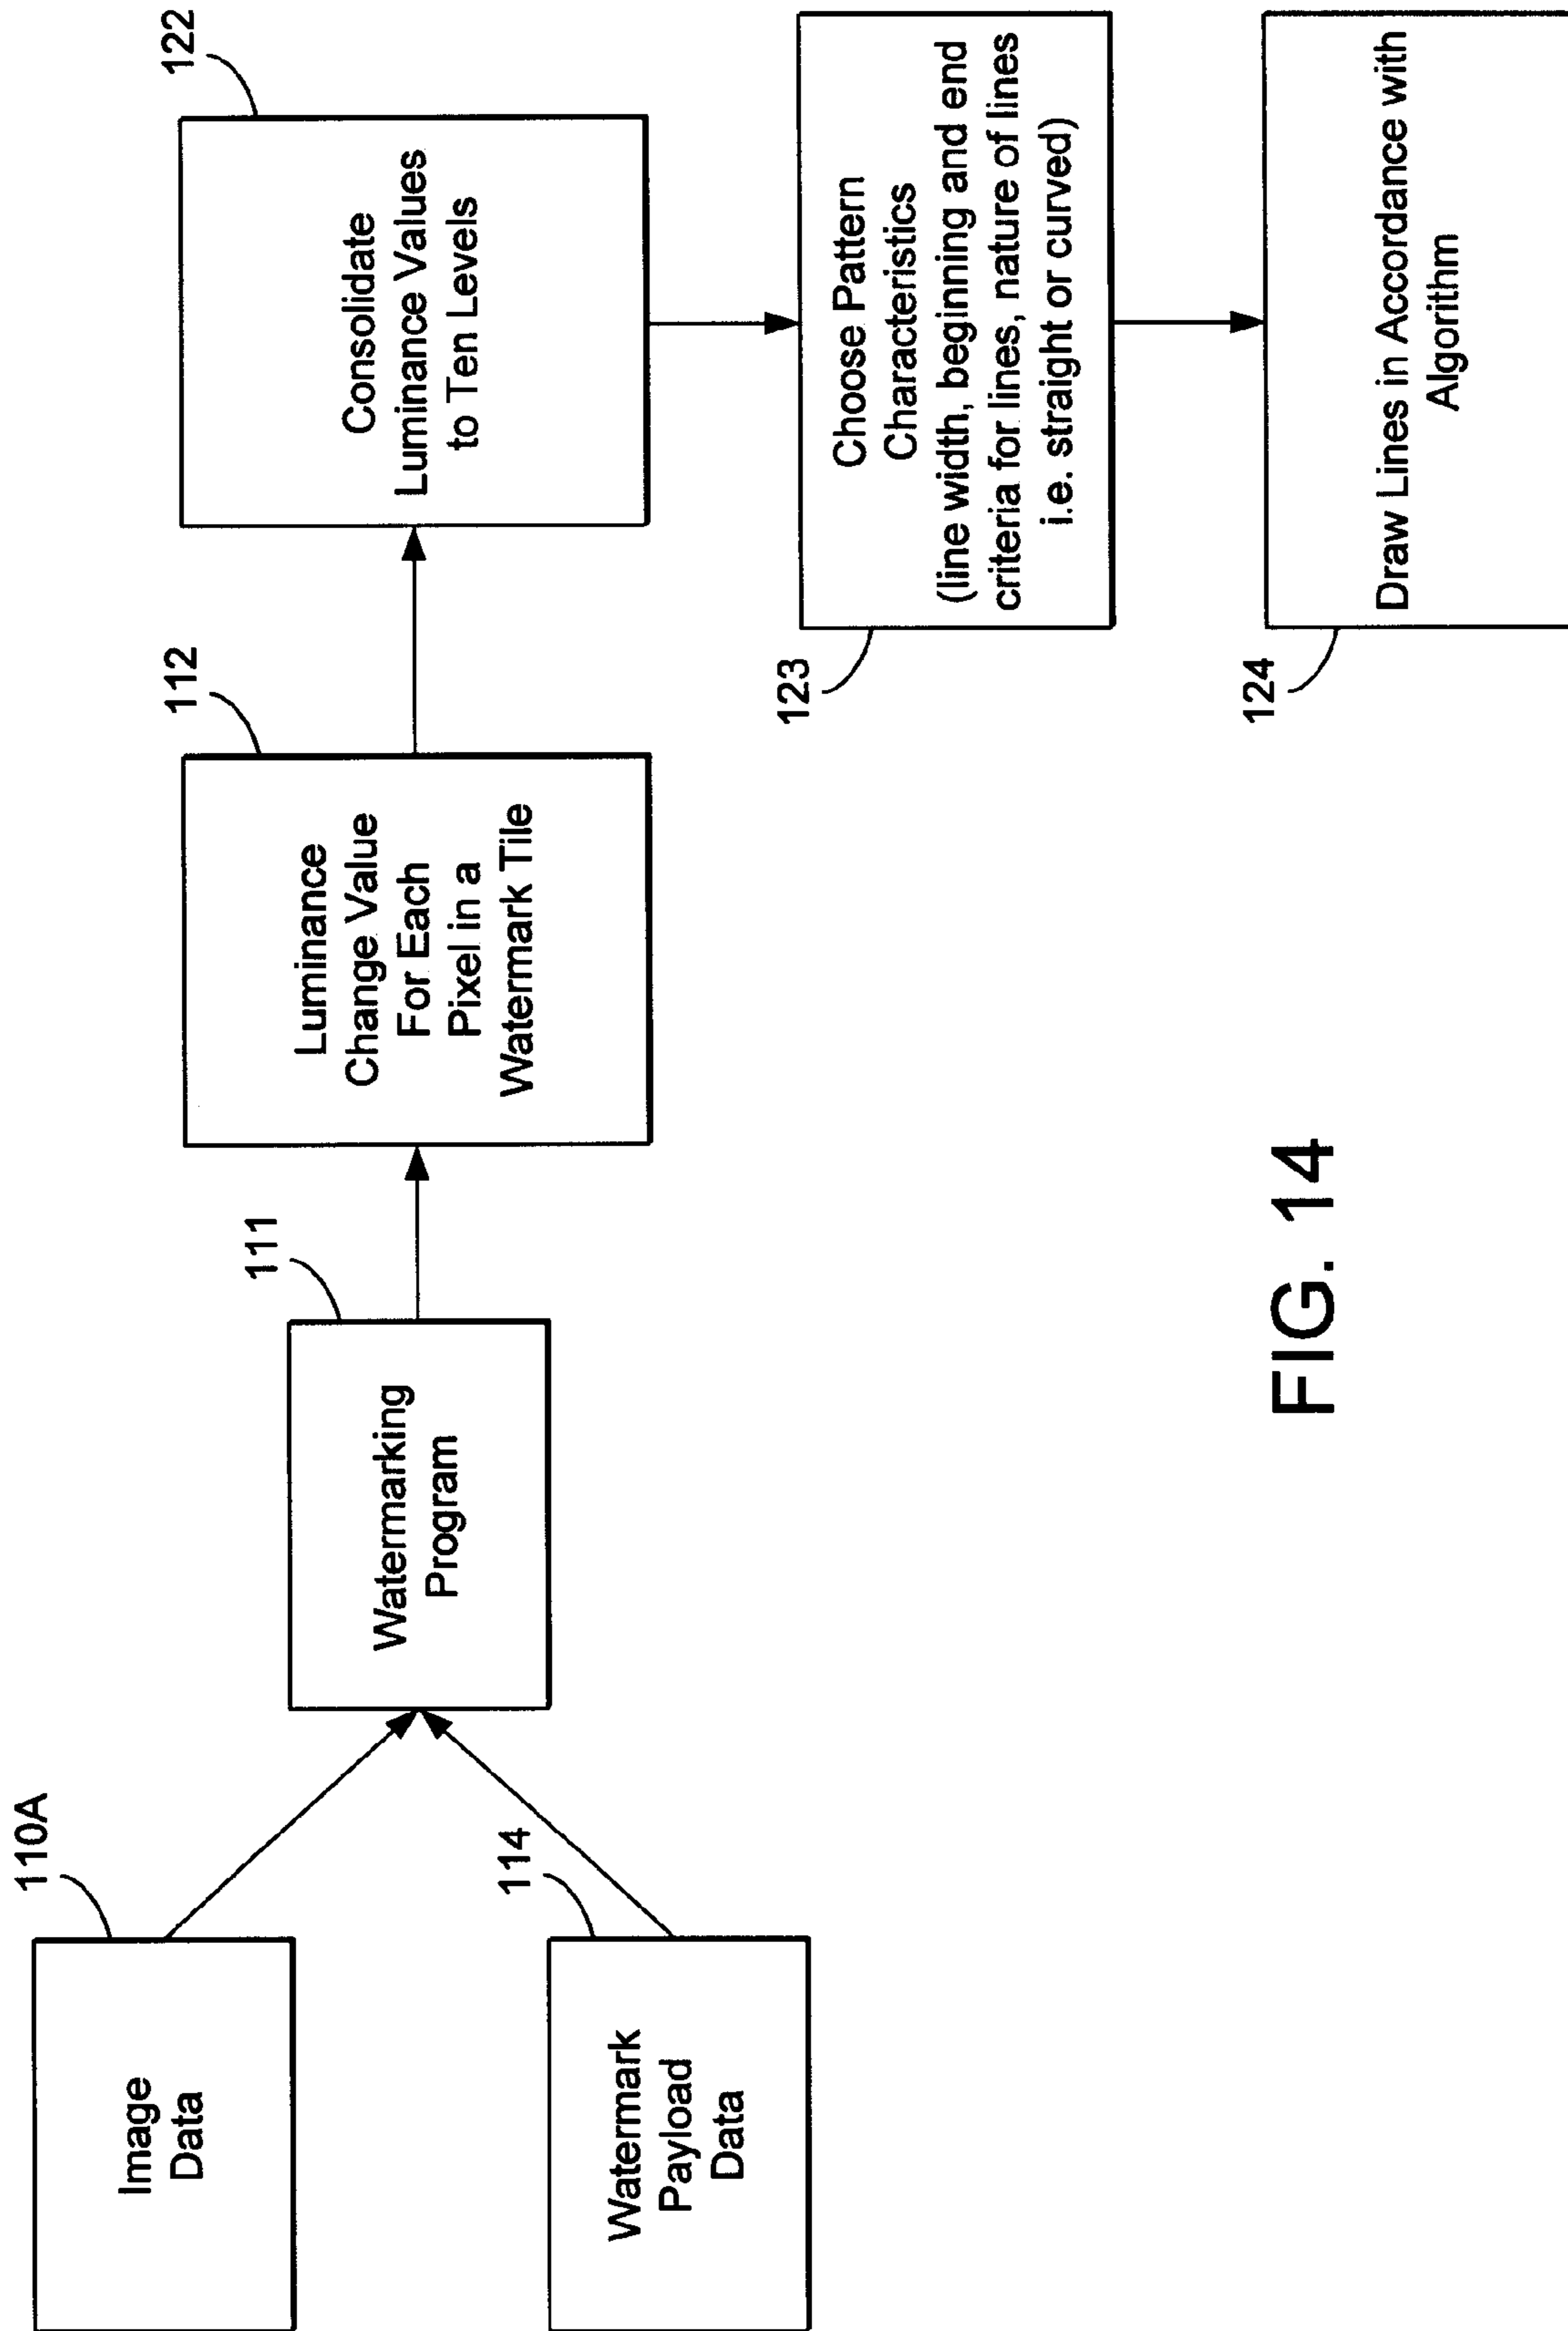 110A
Image
Data
114
Watermark
Payload
Data
111
Watermarking
Program
112
Luminance
Change Value
For Each
Pixel in a
Watermark Tile
122
Consolidate
Luminance Values
to Ten Levels
123
Choose Pattern
Characteristics
(line width, beginning and end
criteria for lines, nature of lines
i.e. straight or curved)
124
Draw Lines in Accordance with
Algorithm
FIG. 14